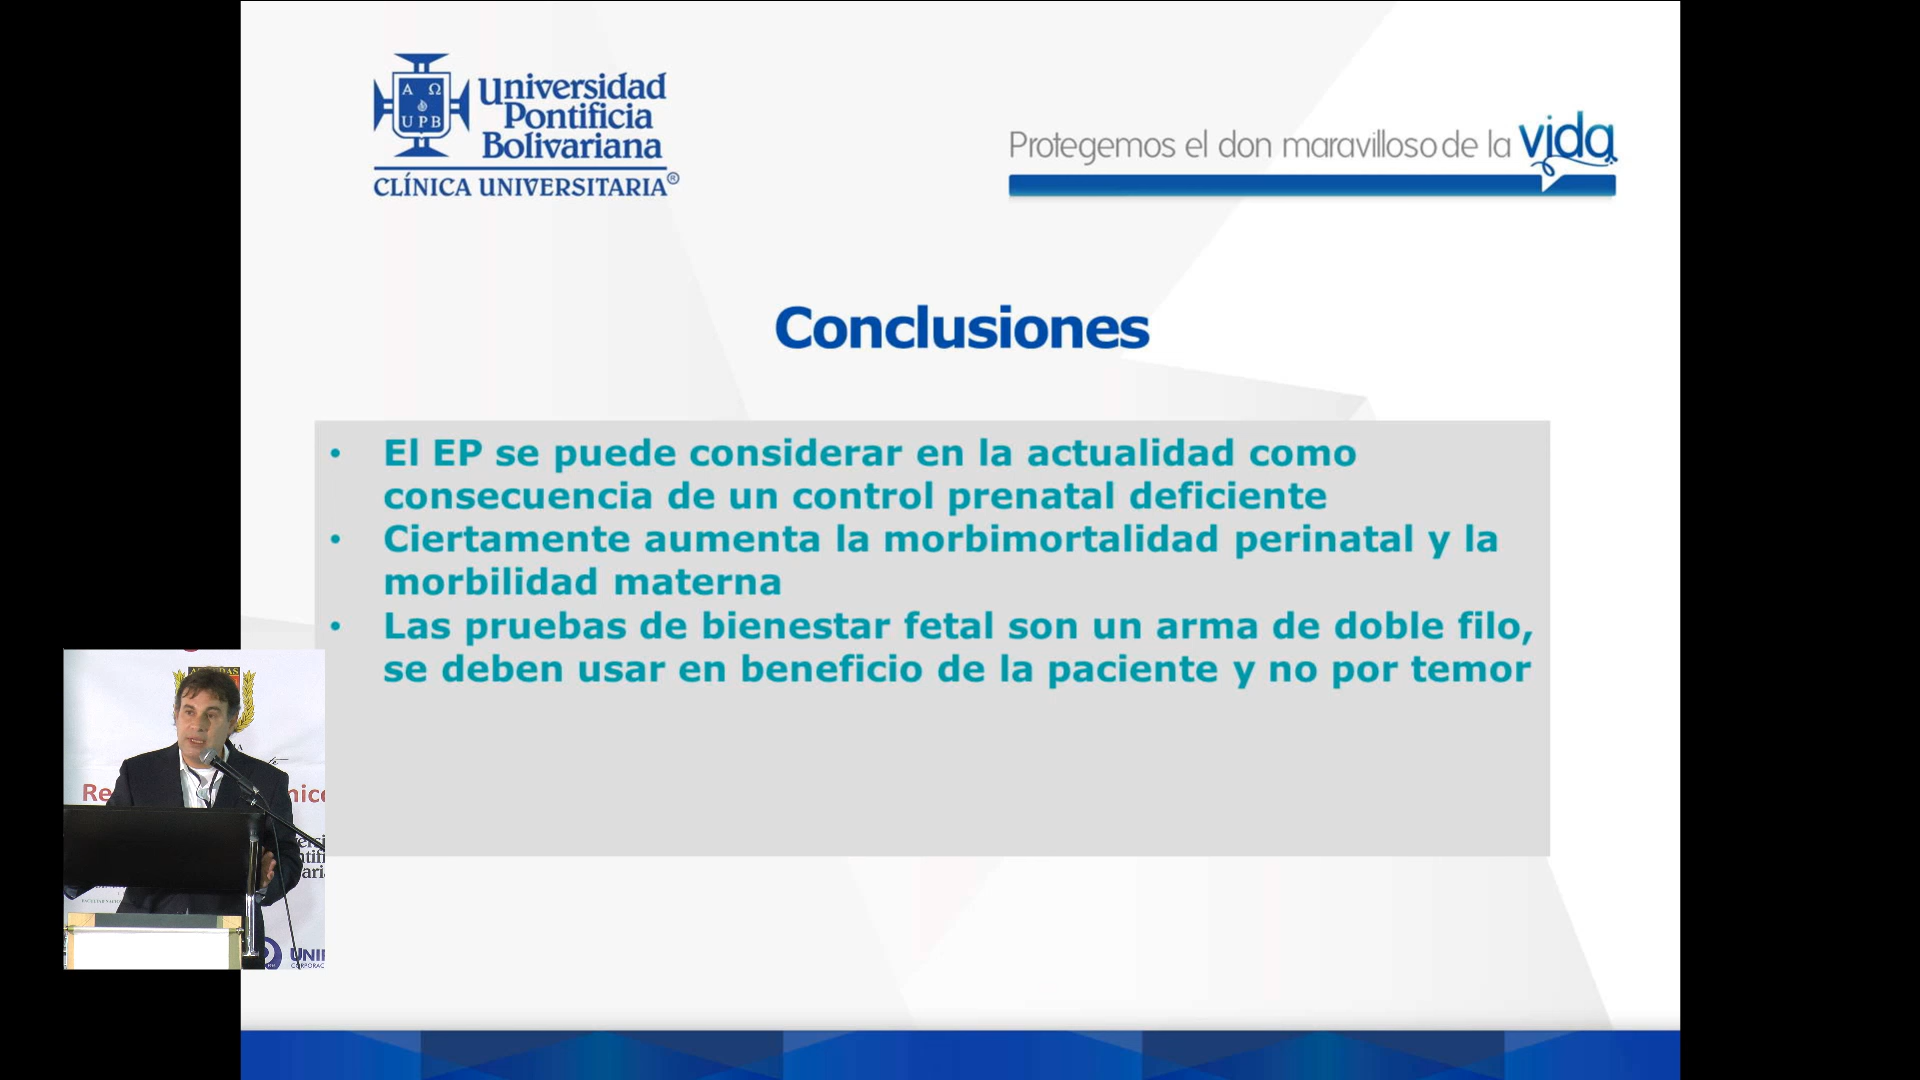 Α Ω
UPB
Universidad
Pontificia
Bolivariana
CLÍNICA UNIVERSITARIA®
Protegemos el don maravilloso de la vida
Conclusiones
• El EP se puede considerar en la actualidad como
consecuencia de un control prenatal deficiente
• Ciertamente aumenta la morbimortalidad perinatal y la
morbilidad materna
• Las pruebas de bienestar fetal son un arma de doble filo,
se deben usar en beneficio de la paciente y no por temor